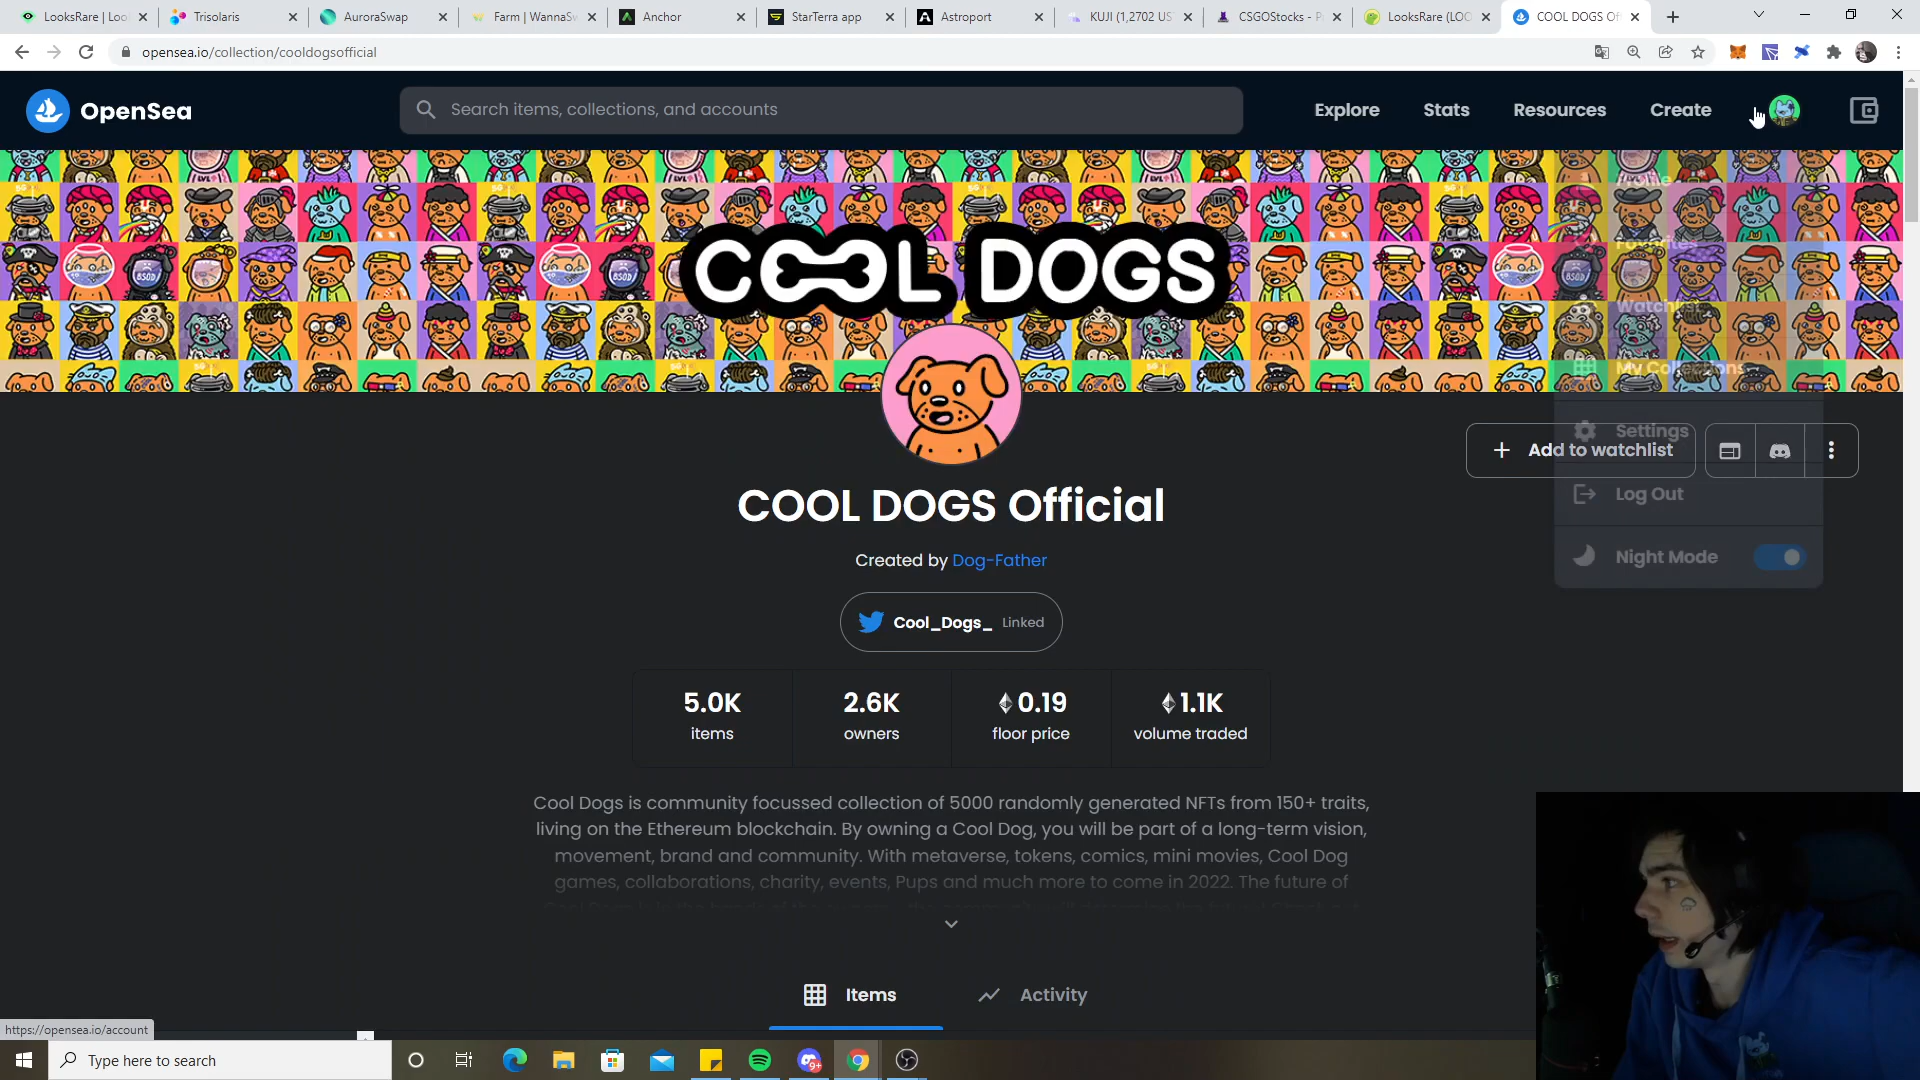 LooksRare | Loo
Trisolaris
AuroraSwap
Farm | WannaSw
Anchor
StarTerra app
Astroport
KUJI (1,2702 US
CSGOStocks - P
LooksRare (LOO
COOL DOGS Of
opensea.io/collection/cooldogsofficial
OpenSea
Search items, collections, and accounts
Explore
Stats
Resources
Create
Profile
Favorites
COOL DOGS
Watchlist
My Collections
Settings
Add to watchlist
Log Out
Night Mode
COOL DOGS Official
Created by Dog-Father
Cool_Dogs_ Linked
5.0K
items
2.6K
owners
0.19
floor price
1.1K
volume traded
Cool Dogs is community focussed collection of 5000 randomly generated NFTs from 150+ traits,
living on the Ethereum blockchain. By owning a Cool Dog, you will be part of a long-term vision,
movement, brand and community. With metaverse, tokens, comics, mini movies, Cool Dog
games, collaborations, charity, events, Pups and much more to come in 2022. The future of
Items
Activity
https://opensea.io/account
Type here to search